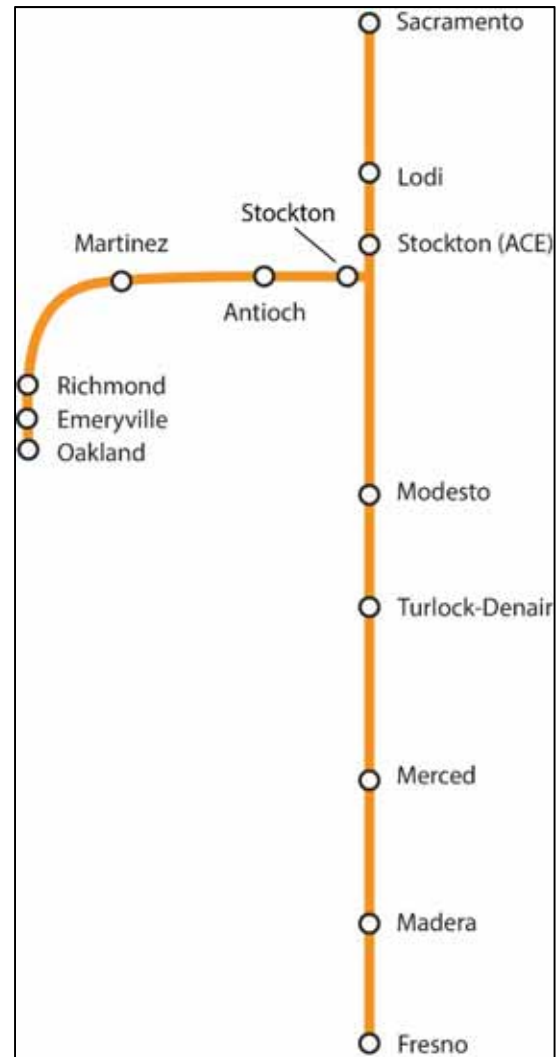 Sacramento
Lodi
Stockton
Stockton (ACE)
Martinez
Antioch
Richmond
Emeryville
Oakland
Modesto
Turlock-Denair
Merced
Madera
Fresno